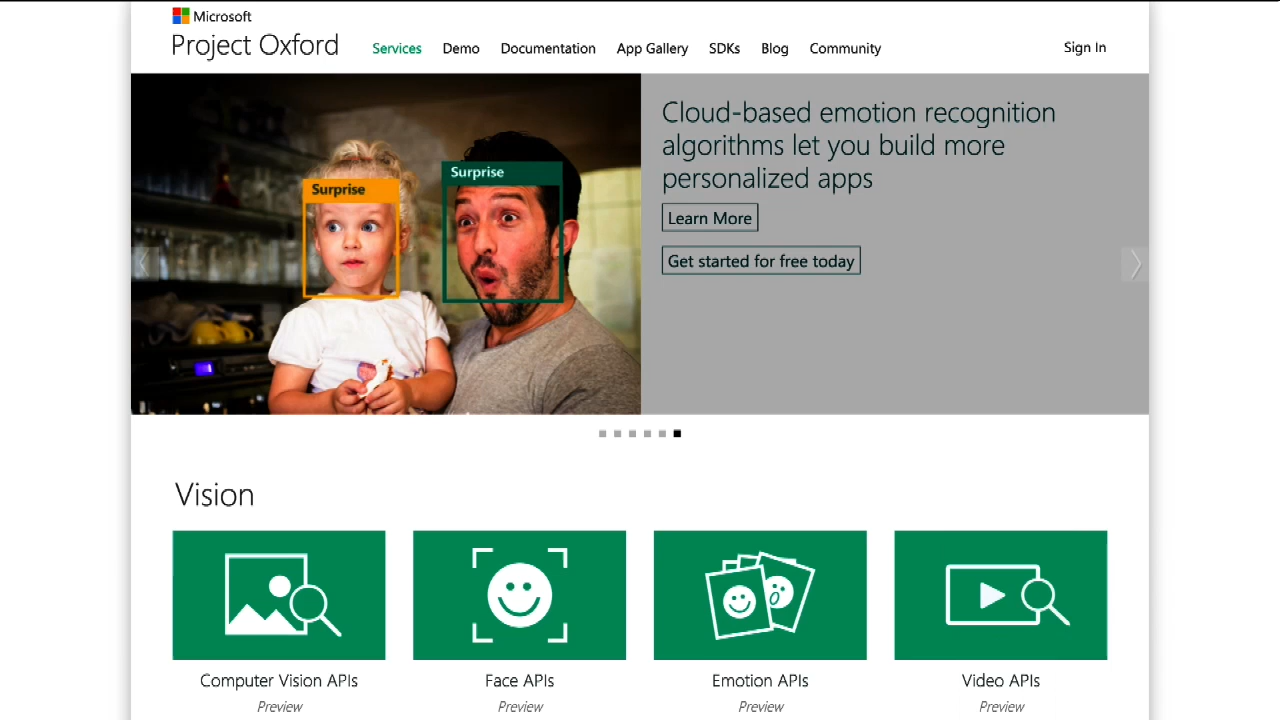 Microsoft
Project Oxford
Services Demo Documentation App Gallery SDKs Blog Community
Sign In
Surprise
Surprise
Cloud-based emotion recognition
algorithms let you build more
personalized apps
Learn More
Get started for free today
Vision
Computer Vision APIs
Preview
Face APIs
Preview
Emotion APIs
Preview
Video APIs
Preview